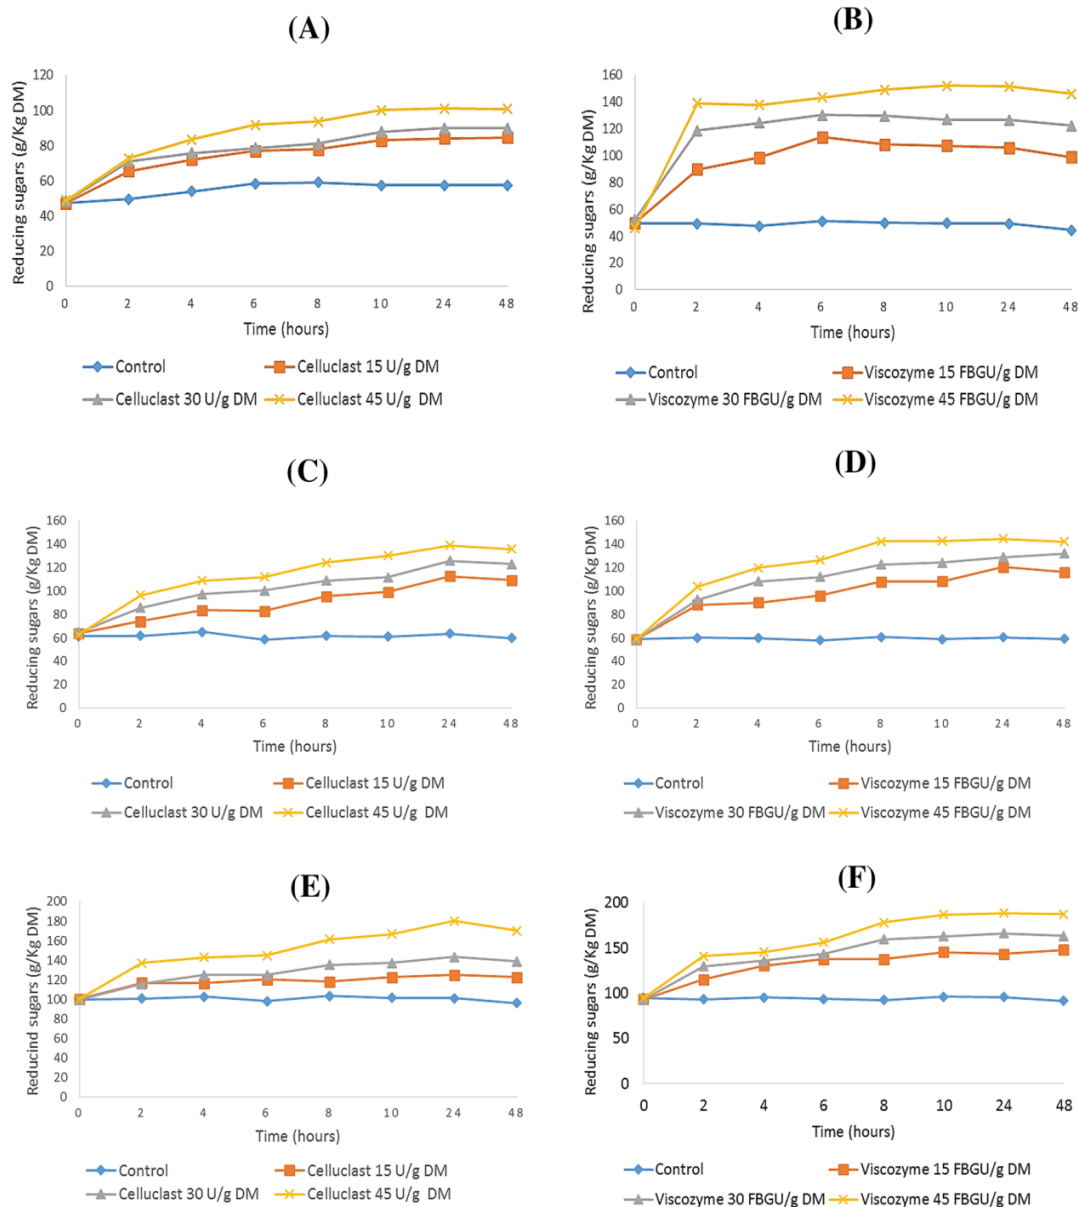 (A)
Reducing sugars (g/Kg DM)
120
100
80
60
40
20
0
0 2 4 6 8 10 24 48
Time (hours)
Control
Celluclast 15 U/g DM
Celluclast 30 U/g DM
Celluclast 45 U/g DM
(B)
Reducing sugars (g/Kg DM)
160
140
120
100
80
60
40
20
0
0 2 4 6 8 10 24 48
Time (hours)
Control
Viscozyme 15 FBGU/g DM
Viscozyme 30 FBGU/g DM
Viscozyme 45 FBGU/g DM
(C)
Reducing sugars (g/Kg DM)
160
140
120
100
80
60
40
20
0
0 2 4 6 8 10 24 48
Time (hours)
Control
Celluclast 15 U/g DM
Celluclast 30 U/g DM
Celluclast 45 U/g DM
(D)
Reducing sugars (g/Kg DM)
160
140
120
100
80
60
40
20
0
0 2 4 6 8 10 24 48
Time (hours)
Control
Viscozyme 15 FBGU/g DM
Viscozyme 30 FBGU/g DM
Viscozyme 45 FBGU/g DM
(E)
Reducind sugars (g/Kg DM)
200
180
160
140
120
100
80
60
40
20
0
0 2 4 6 8 10 24 48
Time (hours)
Control
Celluclast 15 U/g DM
Celluclast 30 U/g DM
Celluclast 45 U/g DM
(F)
Reducing sugars (g/Kg DM)
200
150
100
50
0
0 2 4 6 8 10 24 48
Time (hours)
Control
Viscozyme 15 FBGU/g DM
Viscozyme 30 FBGU/g DM
Viscozyme 45 FBGU/g DM